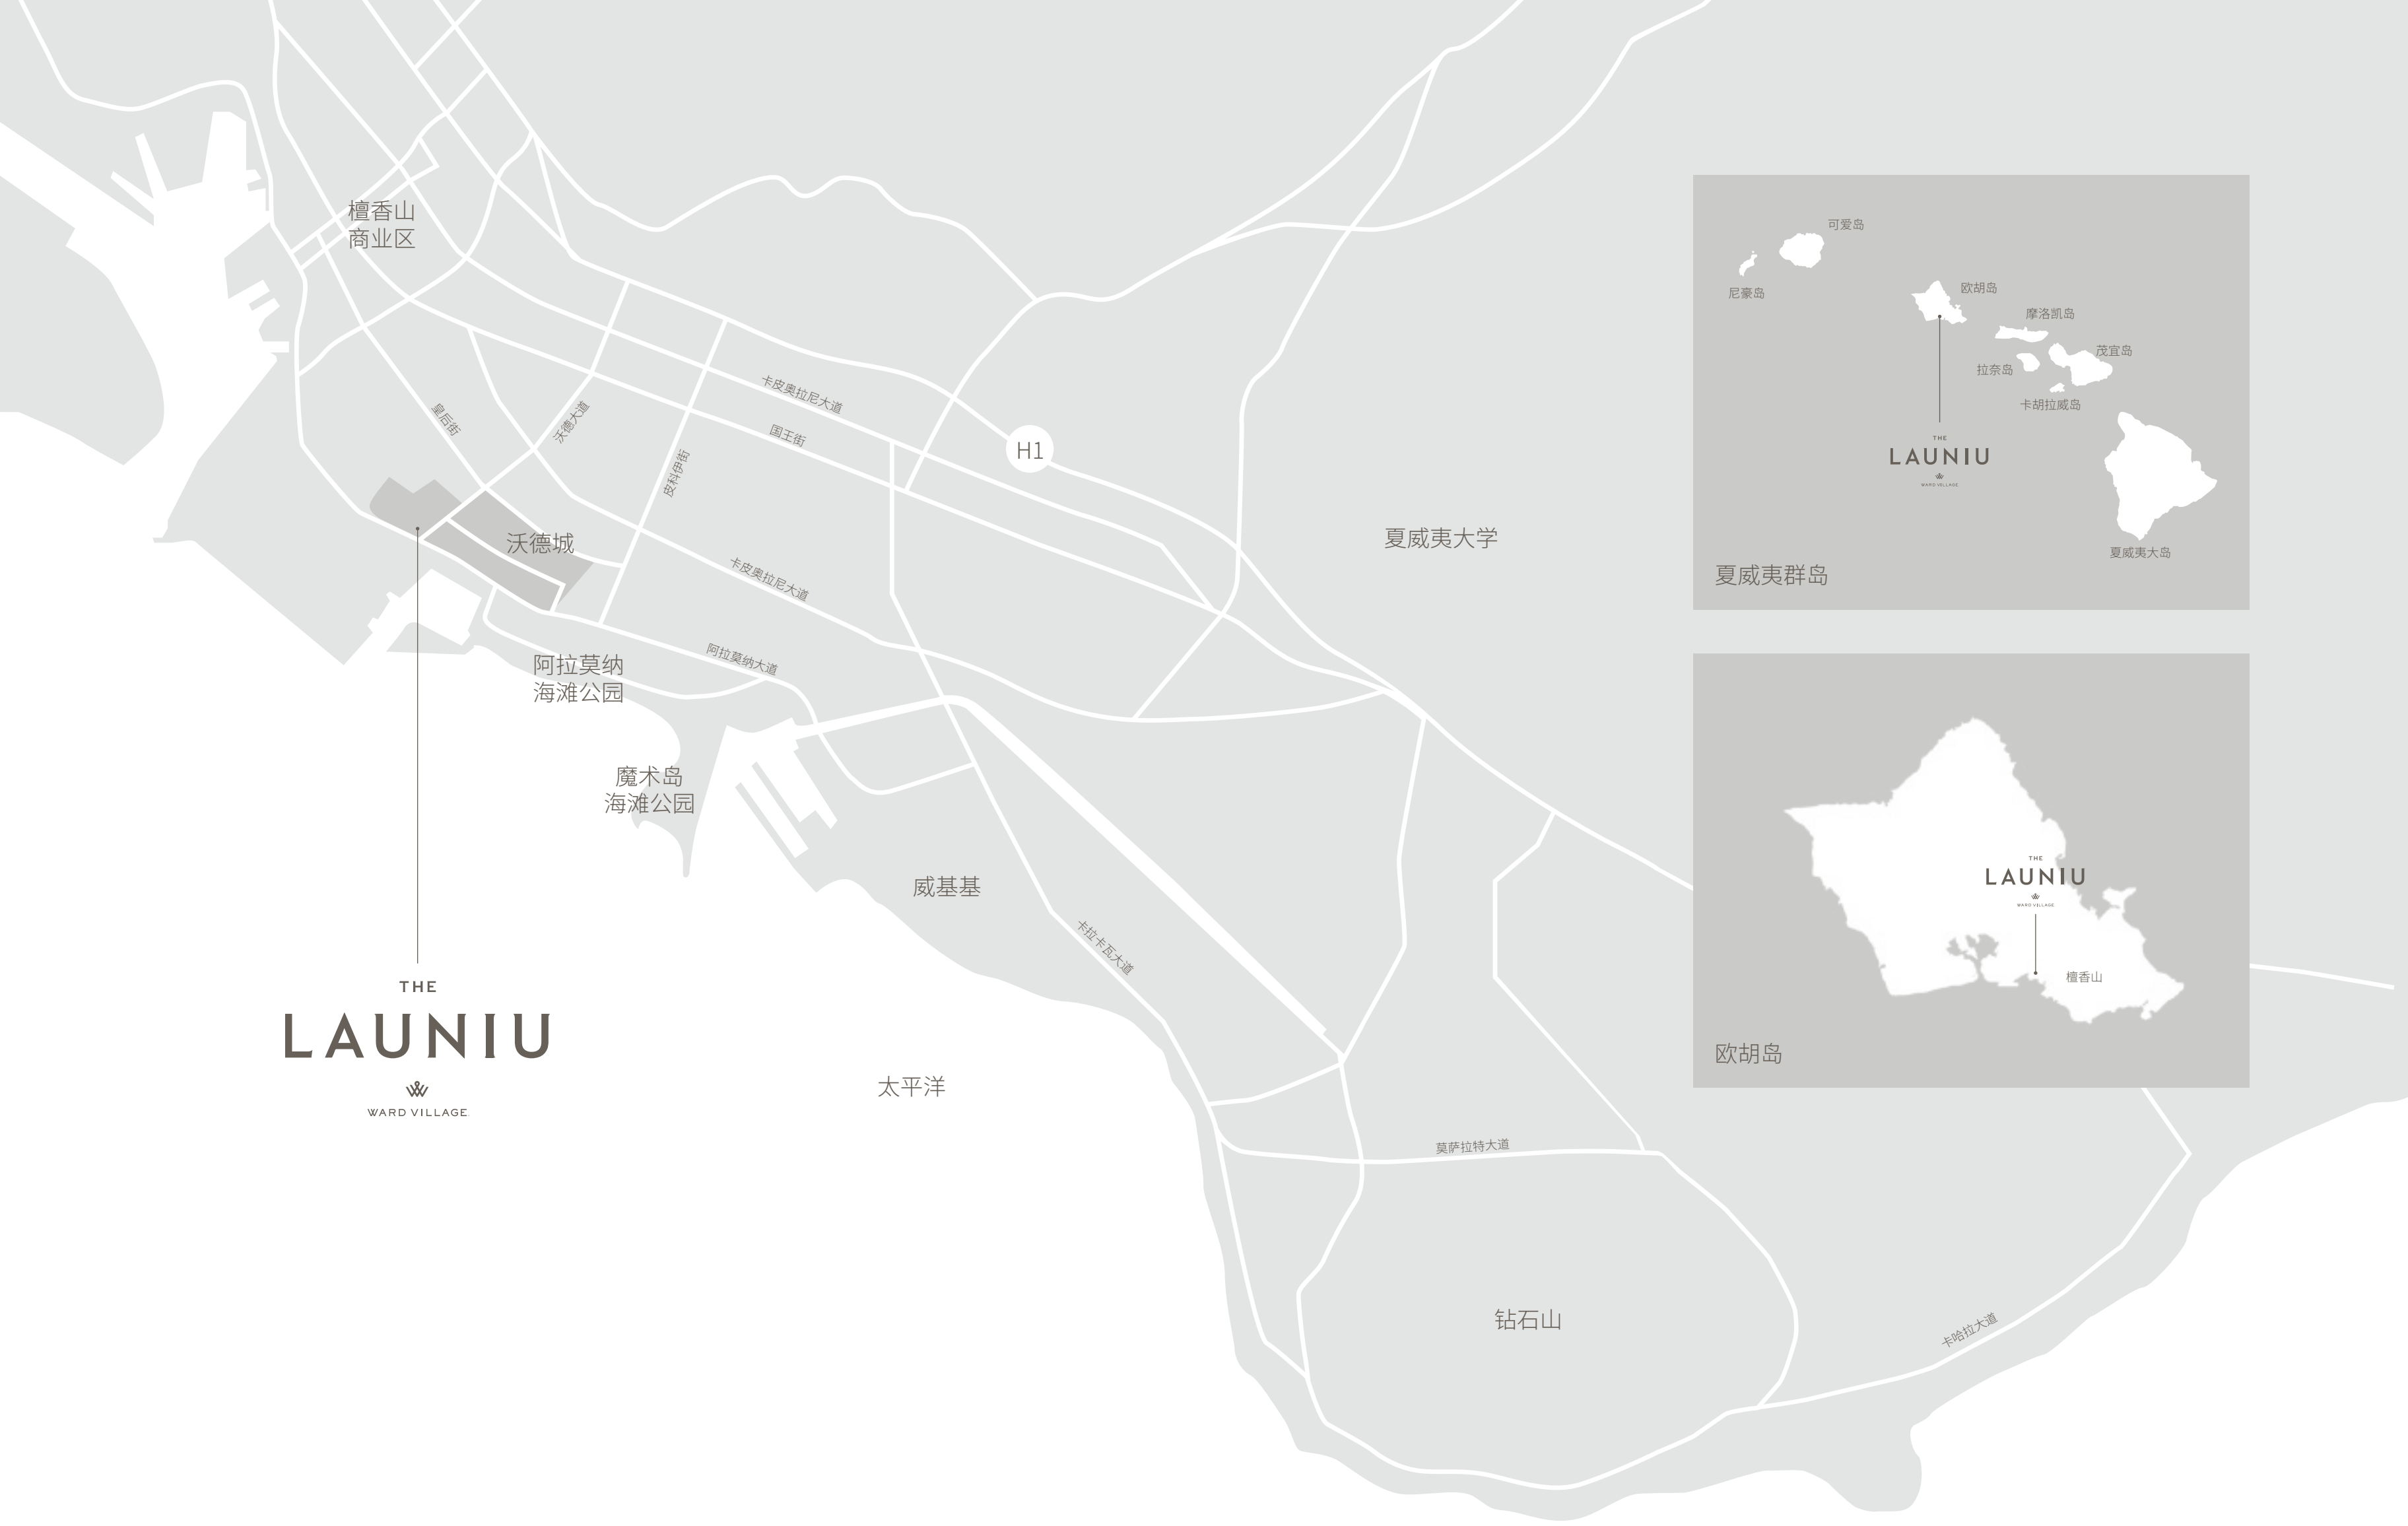 檀香山
商业区
皇后街
沃德大道
皮科伊街
卡皮奥拉尼大道
国王街
H1
沃德城
卡皮奥拉尼大道
阿拉莫纳大道
阿拉莫纳
海滩公园
魔术岛
海滩公园
夏威夷大学
威基基
卡拉卡瓦大道
太平洋
莫萨拉特大道
钻石山
卡哈拉大道
THE
LAUNIU
WARD VILLAGE
可爱岛
尼豪岛
欧胡岛
摩洛凯岛
茂宜岛
拉奈岛
卡胡拉威岛
夏威夷大岛
THE
LAUNIU
WARD VILLAGE
夏威夷群岛
THE
LAUNIU
WARD VILLAGE
檀香山
欧胡岛